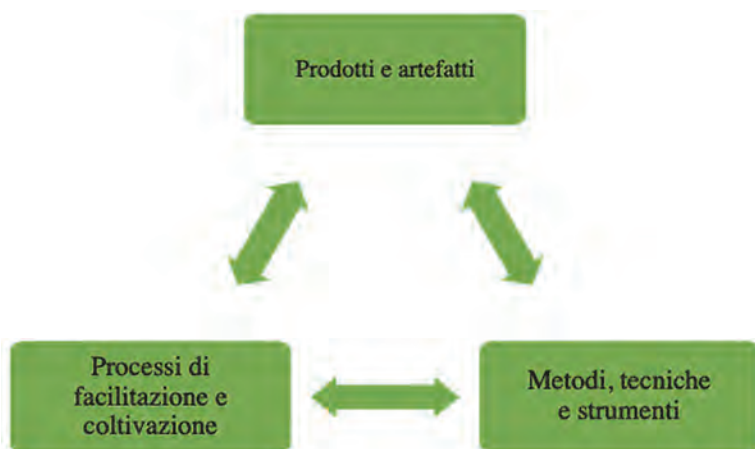 Prodotti e artefatti
Processi di
facilitazione e
coltivazione
Metodi, tecniche
e strumenti